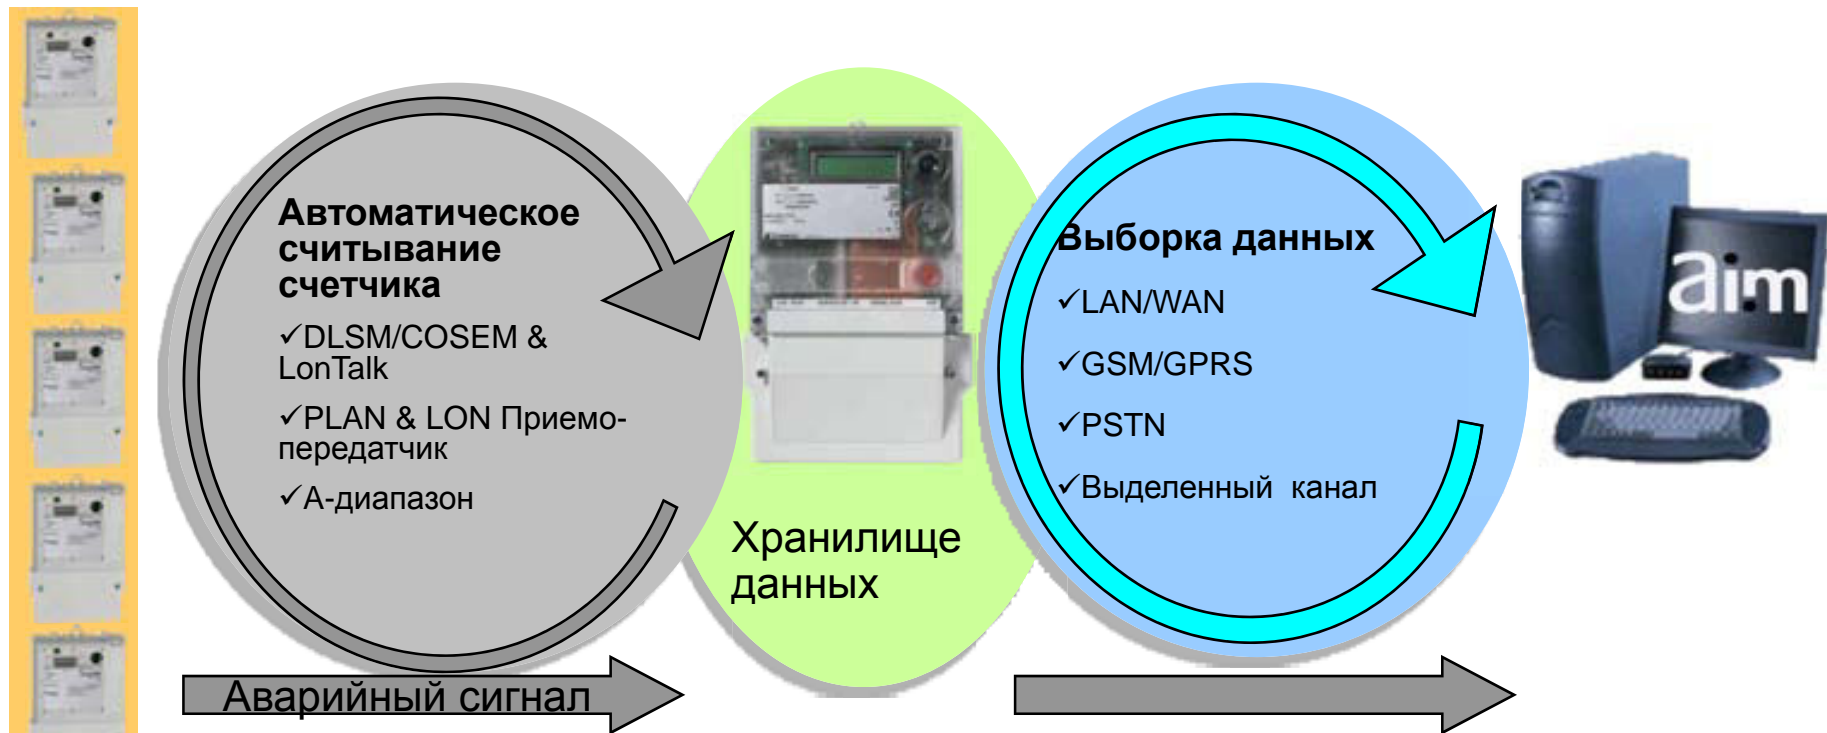 Автоматическое
считывание
счетчика
✓DLSM/COSEM &
LonTalk
✓PLAN & LON Приемо-
передатчик
✓А-диапазон
Хранилище
данных
Выборка данных
✓LAN/WAN
✓GSM/GPRS
✓PSTN
✓Выделенный канал
aim
Аварийный сигнал